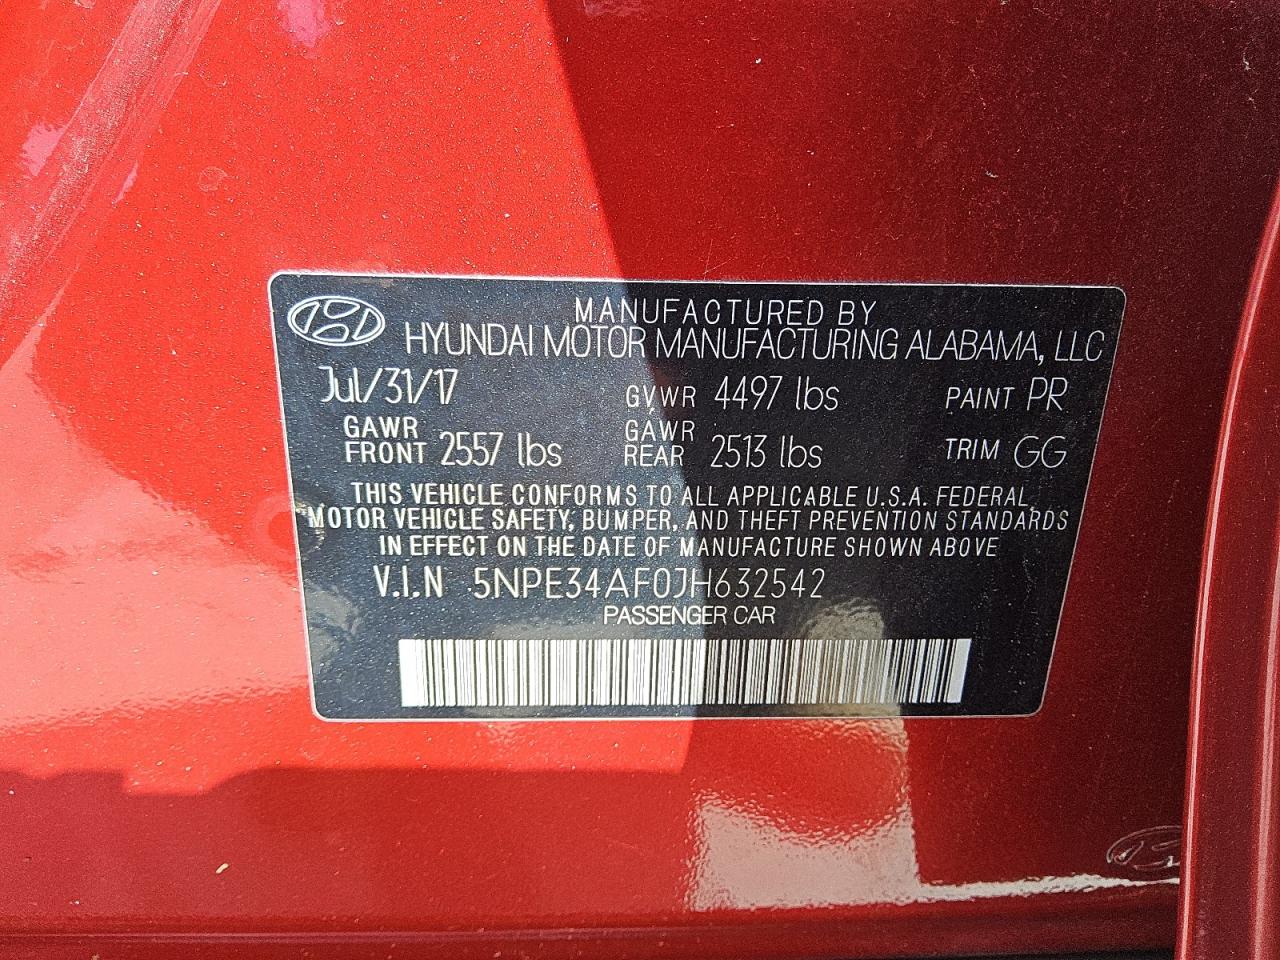 MANUFACTURED BY
HYUNDAI MOTOR MANUFACTURING ALABAMA, LLC
Jul/31/17 GVWR 4497 lbs PAINT PR
GAWR FRONT 2557 lbs GAWR REAR 2513 lbs TRIM GG
THIS VEHICLE CONFORMS TO ALL APPLICABLE U.S.A. FEDERAL,
MOTOR VEHICLE SAFETY, BUMPER, AND THEFT PREVENTION STANDARDS
IN EFFECT ON THE DATE OF MANUFACTURE SHOWN ABOVE
V.I.N 5NPE34AF0JH632542
PASSENGER CAR